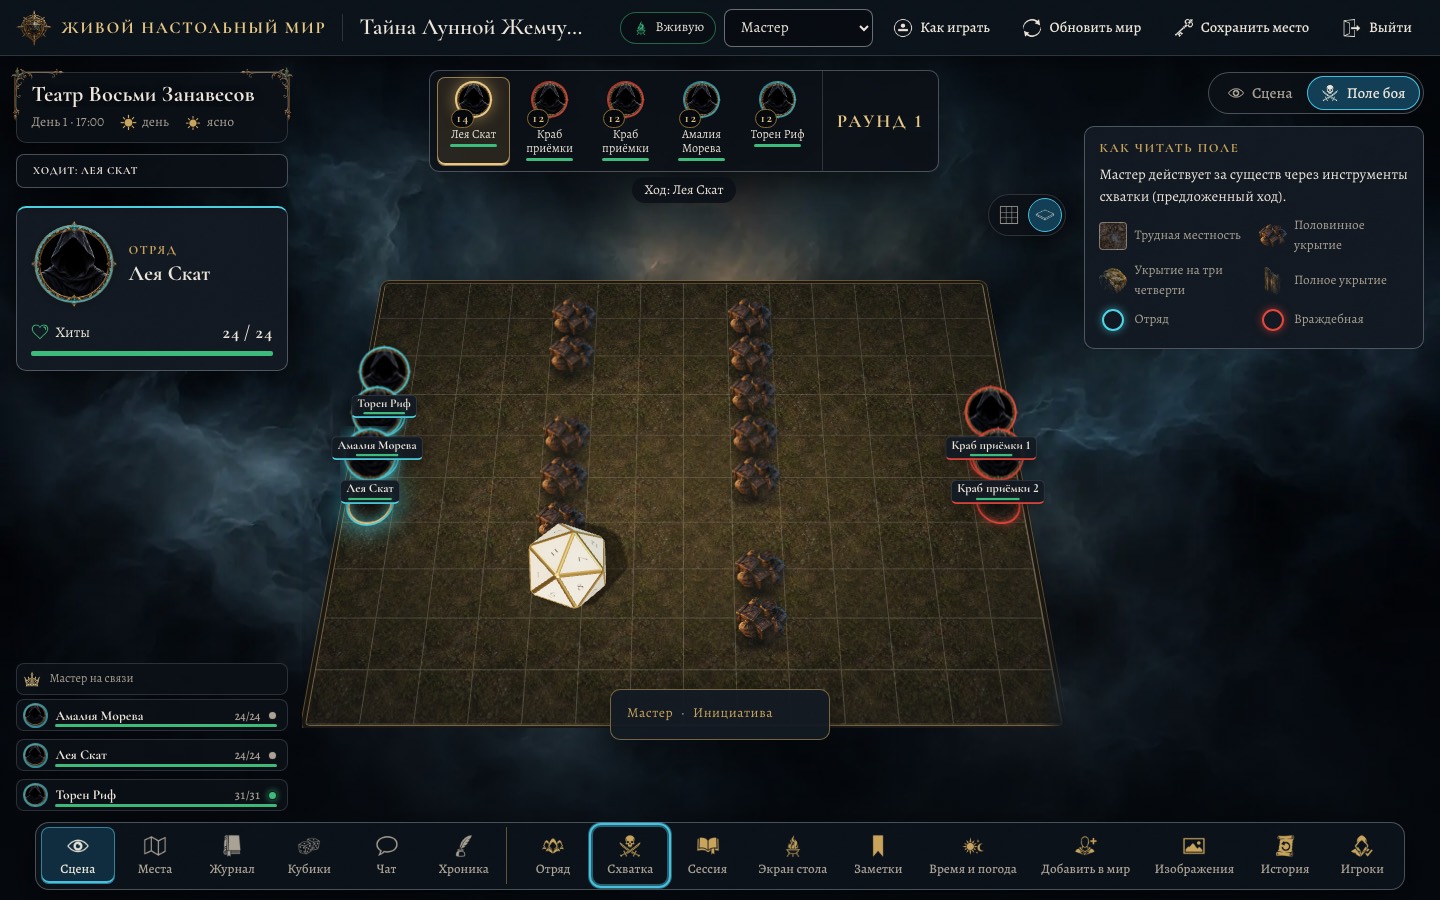 ЖИВОЙ НАСТОЛЬНЫЙ МИР
Тайна Лунной Жемчу...
Вживую
Мастер
Как играть
Обновить мир
Сохранить место
Выйти
Театр Восьми Занавесов
День 1 · 17:00
день
ясно
ХОДИТ: ЛЕЯ СКАТ
ОТРЯД
Лея Скат
Хиты
24 / 24
14
Лея Скат
12
Краб
приёмки
12
Краб
приёмки
12
Амалия
Морева
12
Торен Риф
РАУНД 1
Ход: Лея Скат
Сцена
Поле боя
КАК ЧИТАТЬ ПОЛЕ
Мастер действует за существ через инструменты
схватки (предложенный ход).
Трудная местность
Половинное
укрытие
Укрытие на три
четверти
Полное укрытие
Отряд
Враждебная
Торен Риф
Амалия Морева
Лея Скат
Краб приёмки 1
Краб приёмки 2
Мастер · Инициатива
Мастер на связи
Амалия Морева
24/24
Лея Скат
24/24
Торен Риф
31/31
Сцена
Места
Журнал
Кубики
Чат
Хроника
Отряд
Схватка
Сессия
Экран стола
Заметки
Время и погода
Добавить в мир
Изображения
История
Игроки